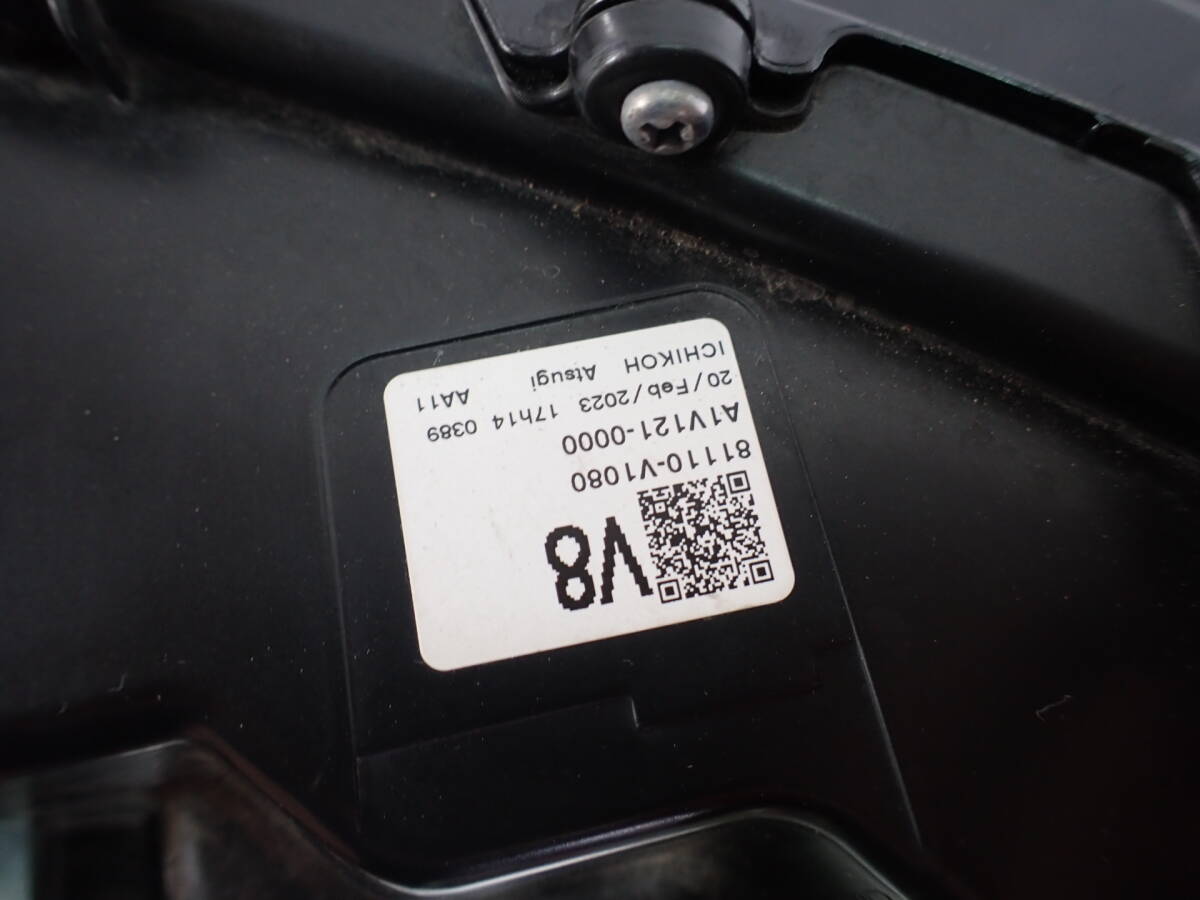 V8
81110-V1080
A1V121-0000
20/Feb/2023 17h14 0389
ICHIKOH Atsugi AA11